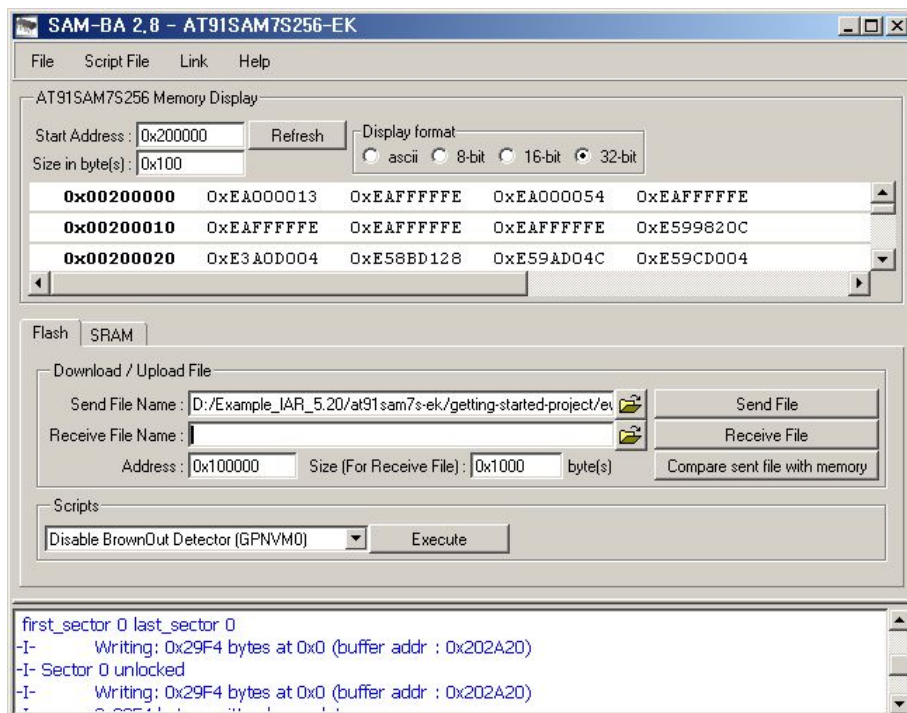 SAM-BA 2.8 - AT91SAM7S256-EK
File Script File Link Help
AT91SAM7S256 Memory Display
Start Address : 0x200000 Refresh
Size in byte(s) : 0x100
Display format
ascii 8-bit 16-bit 32-bit
0x00200000 0xEA000013 0xEAFFFFFE 0xEA000054 0xEAFFFFFE
0x00200010 0xEAFFFFFE 0xEAFFFFFE 0xEAFFFFFE 0xE599820C
0x00200020 0xE3A0D004 0xE58BD128 0xE59AD04C 0xE59CD004
Flash SRAM
Download / Upload File
Send File Name : D:/Example_IAR_5.20/at91sam7s-ek/getting-started-project/ew Send File
Receive File Name : Receive File
Address : 0x100000 Size (For Receive File) : 0x1000 byte(s) Compare sent file with memory
Scripts
Disable BrownOut Detector (GPNVM0) Execute
first_sector 0 last_sector 0
-I- Writing: 0x29F4 bytes at 0x0 (buffer addr : 0x202A20)
-I- Sector 0 unlocked
-I- Writing: 0x29F4 bytes at 0x0 (buffer addr : 0x202A20)